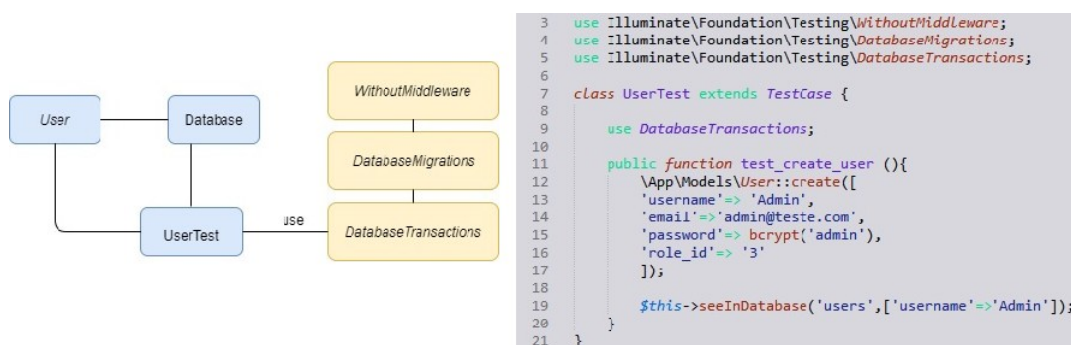 WithoutMiddleware
User
Database
DatabaseMigrations
UserTest
use
DatabaseTransactions
3 use Illuminate\Foundation\Testing\WithoutMiddleware;
4 use Illuminate\Foundation\Testing\DatabaseMigrations;
5 use Illuminate\Foundation\Testing\DatabaseTransactions;
6
7 class UserTest extends TestCase {
8
9 use DatabaseTransactions;
10
11 public function test_create_user (){
12 \App\Models\User::create([
13 'username'=> 'Admin',
14 'email'=>'admin@teste.com',
15 'password'=> bcrypt('admin'),
16 'role_id'=> '3'
17 ]);
18
19 $this->seeInDatabase('users',['username'=>'Admin']);
20 }
21 }